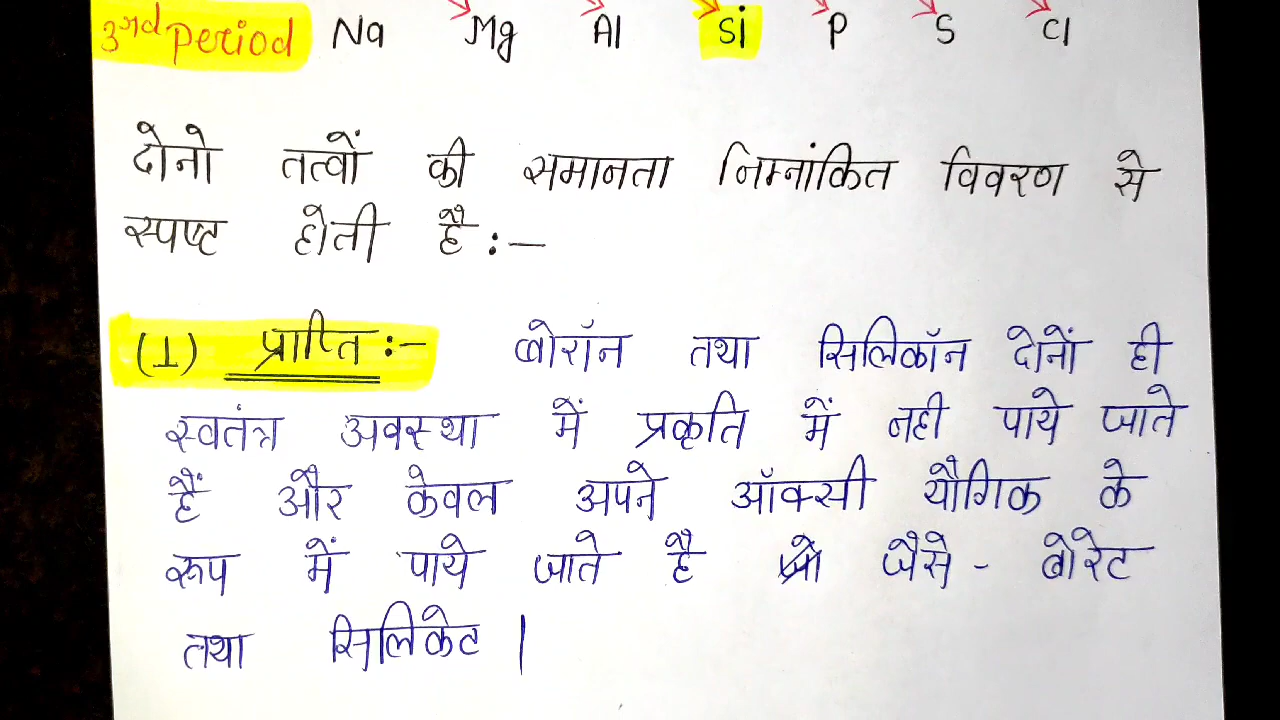 3rd period Na Mg Al Si P S Cl
दोनो तत्वों की समानता निम्नांकित विवरण से
स्पष्ट होती है :-
(1) प्राप्ति :- बोरॉन तथा सिलिकॉन दोनों ही
स्वतंत्र अवस्था में प्रकृति में नही पाये जाते
हैं और केवल अपने ऑक्सी यौगिक के
रूप में पाये जाते है जैसे - बोरेट
तथा सिलिकेट |